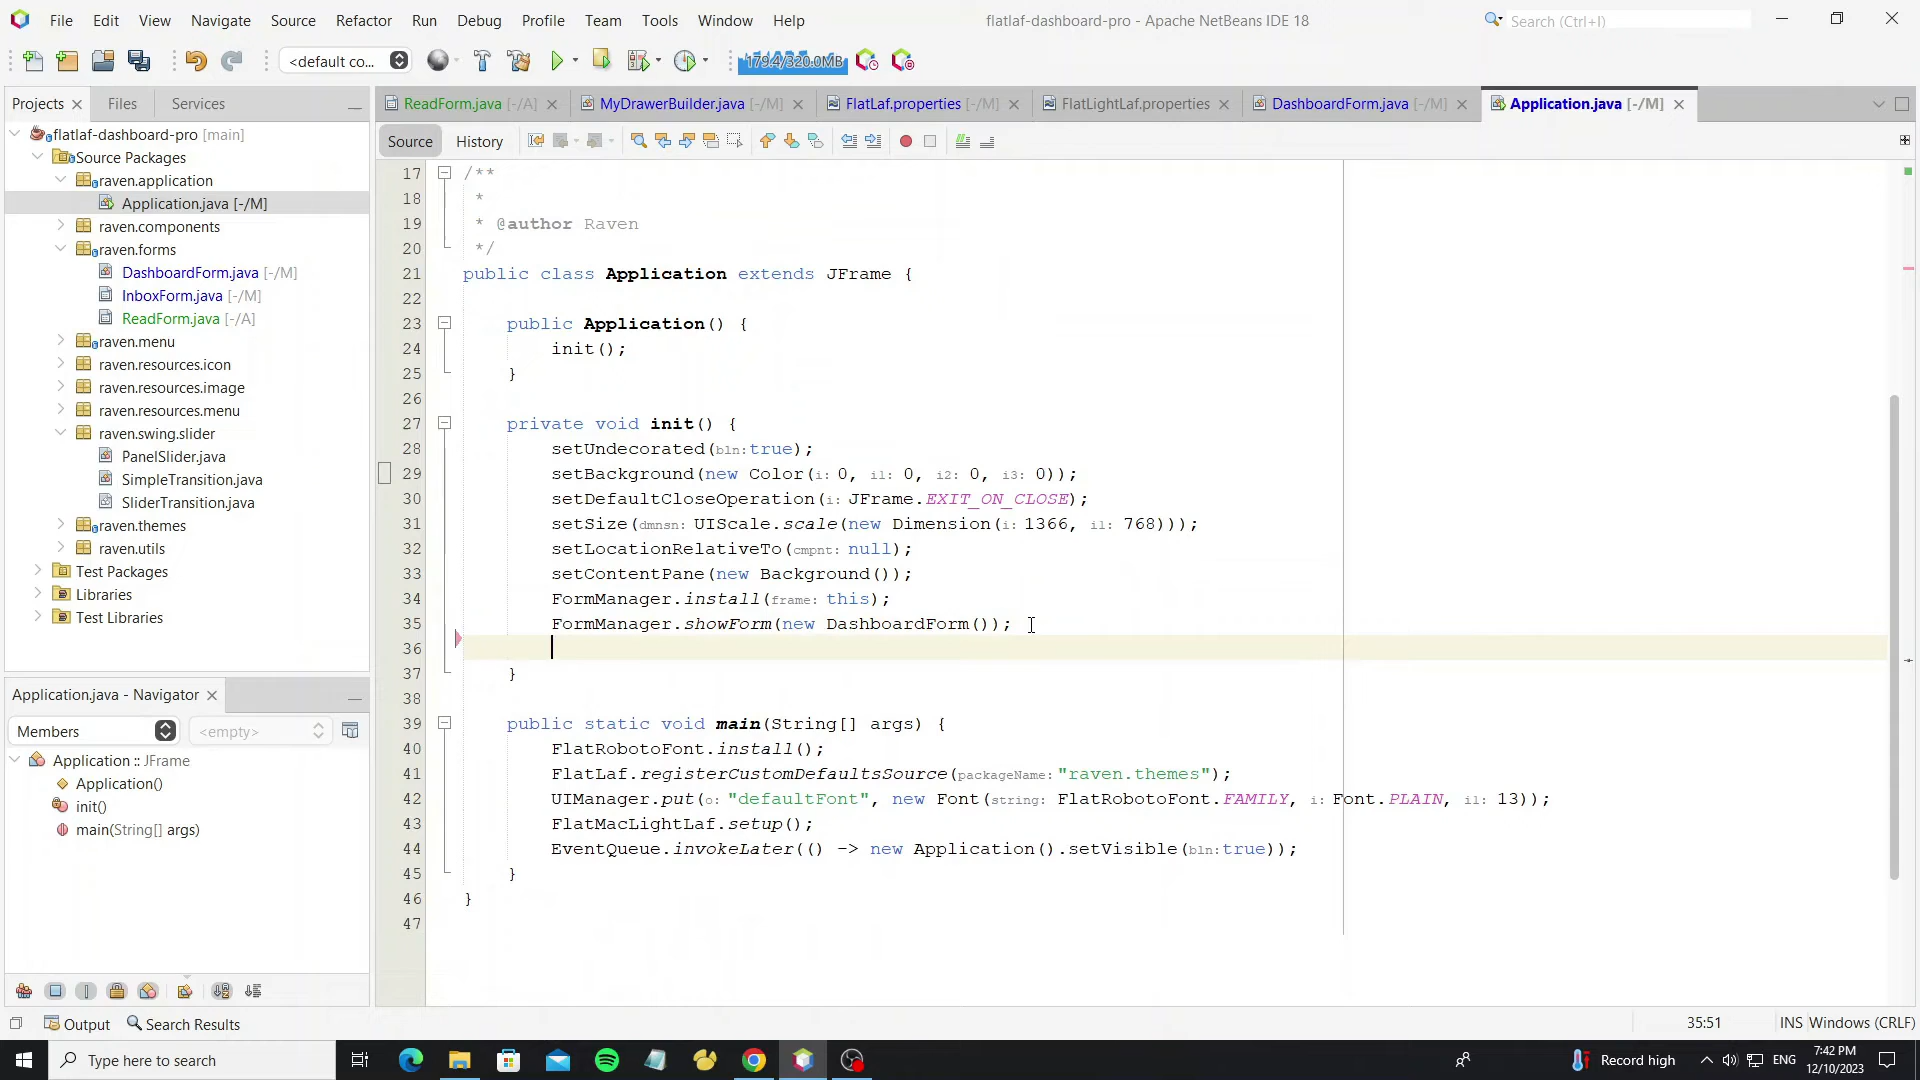 File Edit View Navigate Source Refactor Run Debug Profile Team Tools Window Help
flatlaf-dashboard-pro - Apache NetBeans IDE 18
Search (Ctrl+I)
<default co...
179.4/320.0MB
Projects
Files
Services
ReadForm.java [-/A]
MyDrawerBuilder.java [-/M]
FlatLaf.properties [-/M]
FlatLightLaf.properties
DashboardForm.java [-/M]
Application.java [-/M]
Source
History
flatlaf-dashboard-pro [main]
Source Packages
raven.application
Application.java [-/M]
raven.components
raven.forms
DashboardForm.java [-/M]
InboxForm.java [-/M]
ReadForm.java [-/A]
raven.menu
raven.resources.icon
raven.resources.image
raven.resources.menu
raven.swing.slider
PanelSlider.java
SimpleTransition.java
SliderTransition.java
raven.themes
raven.utils
Test Packages
Libraries
Test Libraries
Application.java - Navigator
Members
<empty>
Application :: JFrame
Application()
init()
main(String[] args)
17 /**
18 *
19 * @author Raven
20 */
21 public class Application extends JFrame {
22
23 public Application() {
24 init();
25 }
26
27 private void init() {
28 setUndecorated(bln:true);
29 setBackground(new Color(i: 0, i1: 0, i2: 0, i3: 0));
30 setDefaultCloseOperation(i: JFrame.EXIT_ON_CLOSE);
31 setSize(dmnsn: UIScale.scale(new Dimension(i: 1366, i1: 768)));
32 setLocationRelativeTo(cmpnt: null);
33 setContentPane(new Background());
34 FormManager.install(frame: this);
35 FormManager.showForm(new DashboardForm());
36
37 }
38
39 public static void main(String[] args) {
40 FlatRobotoFont.install();
41 FlatLaf.registerCustomDefaultsSource(packageName: "raven.themes");
42 UIManager.put(o: "defaultFont", new Font(string: FlatRobotoFont.FAMILY, i: Font.PLAIN, i1: 13));
43 FlatMacLightLaf.setup();
44 EventQueue.invokeLater(() -> new Application().setVisible(bln:true));
45 }
46 }
47
Output
Search Results
35:51
INS Windows (CRLF)
Type here to search
Record high
ENG
7:42 PM
12/10/2023